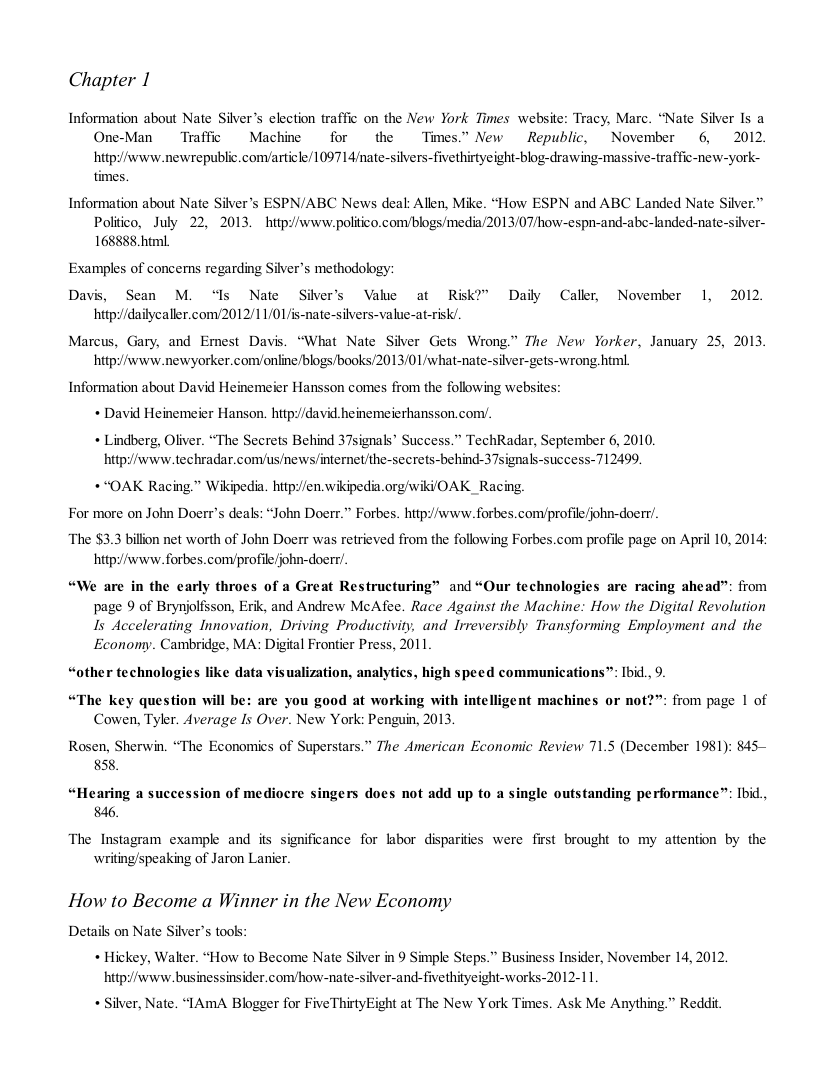 Chapter 1
Information about Nate Silver’s election traffic on the New York Times website: Tracy, Marc. “Nate Silver Is a
One-Man Traffic Machine for the Times.” New Republic, November 6, 2012.
http://www.newrepublic.com/article/109714/nate-silvers-fivethirtyeight-blog-drawing-massive-traffic-new-york-
times.
Information about Nate Silver’s ESPN/ABC News deal: Allen, Mike. “How ESPN and ABC Landed Nate Silver.”
Politico, July 22, 2013. http://www.politico.com/blogs/media/2013/07/how-espn-and-abc-landed-nate-silver-
168888.html.
Examples of concerns regarding Silver’s methodology:
Davis, Sean M. “Is Nate Silver’s Value at Risk?” Daily Caller, November 1, 2012.
http://dailycaller.com/2012/11/01/is-nate-silvers-value-at-risk/.
Marcus, Gary, and Ernest Davis. “What Nate Silver Gets Wrong.” The New Yorker, January 25, 2013.
http://www.newyorker.com/online/blogs/books/2013/01/what-nate-silver-gets-wrong.html.
Information about David Heinemeier Hansson comes from the following websites:
• David Heinemeier Hanson. http://david.heinemeierhansson.com/.
• Lindberg, Oliver. “The Secrets Behind 37signals’ Success.” TechRadar, September 6, 2010.
http://www.techradar.com/us/news/internet/the-secrets-behind-37signals-success-712499.
• “OAK Racing.” Wikipedia. http://en.wikipedia.org/wiki/OAK_Racing.
For more on John Doerr’s deals: “John Doerr.” Forbes. http://www.forbes.com/profile/john-doerr/.
The $3.3 billion net worth of John Doerr was retrieved from the following Forbes.com profile page on April 10, 2014:
http://www.forbes.com/profile/john-doerr/.
“We are in the early throes of a Great Restructuring” and “Our technologies are racing ahead”: from
page 9 of Brynjolfsson, Erik, and Andrew McAfee. Race Against the Machine: How the Digital Revolution
Is Accelerating Innovation, Driving Productivity, and Irreversibly Transforming Employment and the
Economy. Cambridge, MA: Digital Frontier Press, 2011.
“other technologies like data visualization, analytics, high speed communications”: Ibid., 9.
“The key question will be: are you good at working with intelligent machines or not?”: from page 1 of
Cowen, Tyler. Average Is Over. New York: Penguin, 2013.
Rosen, Sherwin. “The Economics of Superstars.” The American Economic Review 71.5 (December 1981): 845–
858.
“Hearing a succession of mediocre singers does not add up to a single outstanding performance”: Ibid.,
846.
The Instagram example and its significance for labor disparities were first brought to my attention by the
writing/speaking of Jaron Lanier.
How to Become a Winner in the New Economy
Details on Nate Silver’s tools:
• Hickey, Walter. “How to Become Nate Silver in 9 Simple Steps.” Business Insider, November 14, 2012.
http://www.businessinsider.com/how-nate-silver-and-fivethityeight-works-2012-11.
• Silver, Nate. “IAmA Blogger for FiveThirtyEight at The New York Times. Ask Me Anything.” Reddit.